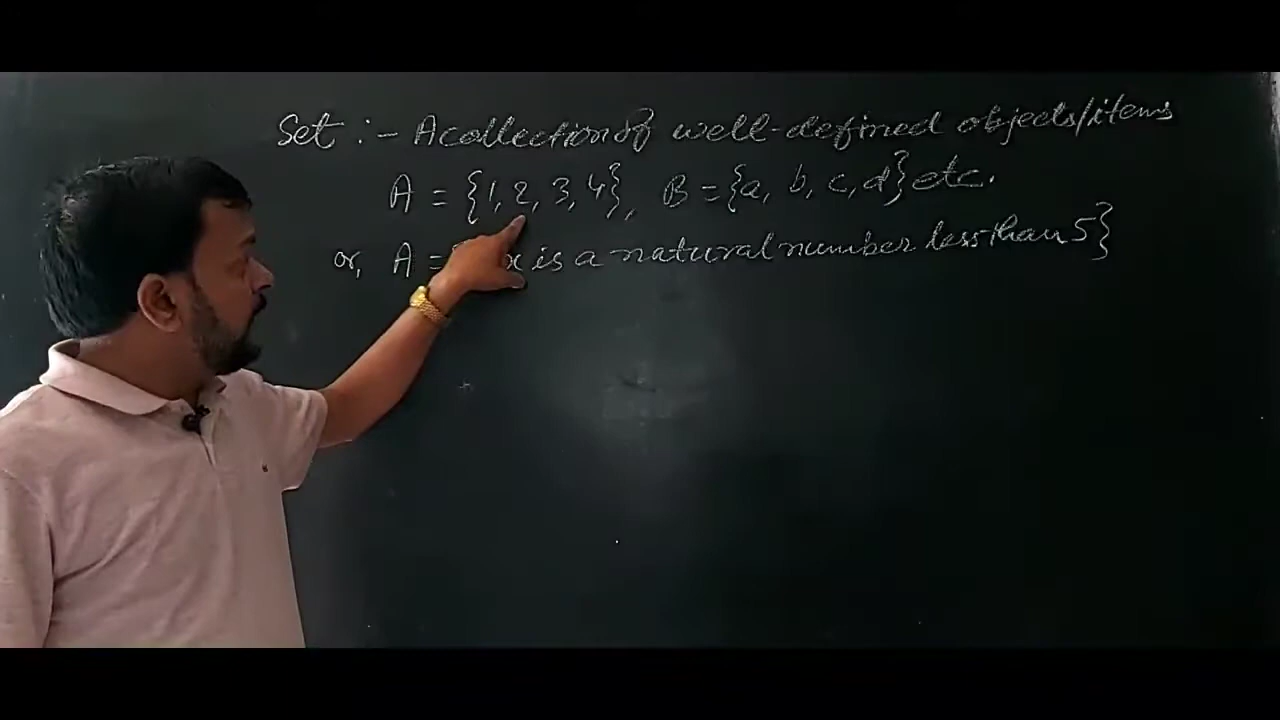 Set :- A collection of well-defined objects/items
A = {1, 2, 3, 4}, B = {a, b, c, d} etc.
or, A = x is a natural number less than 5}